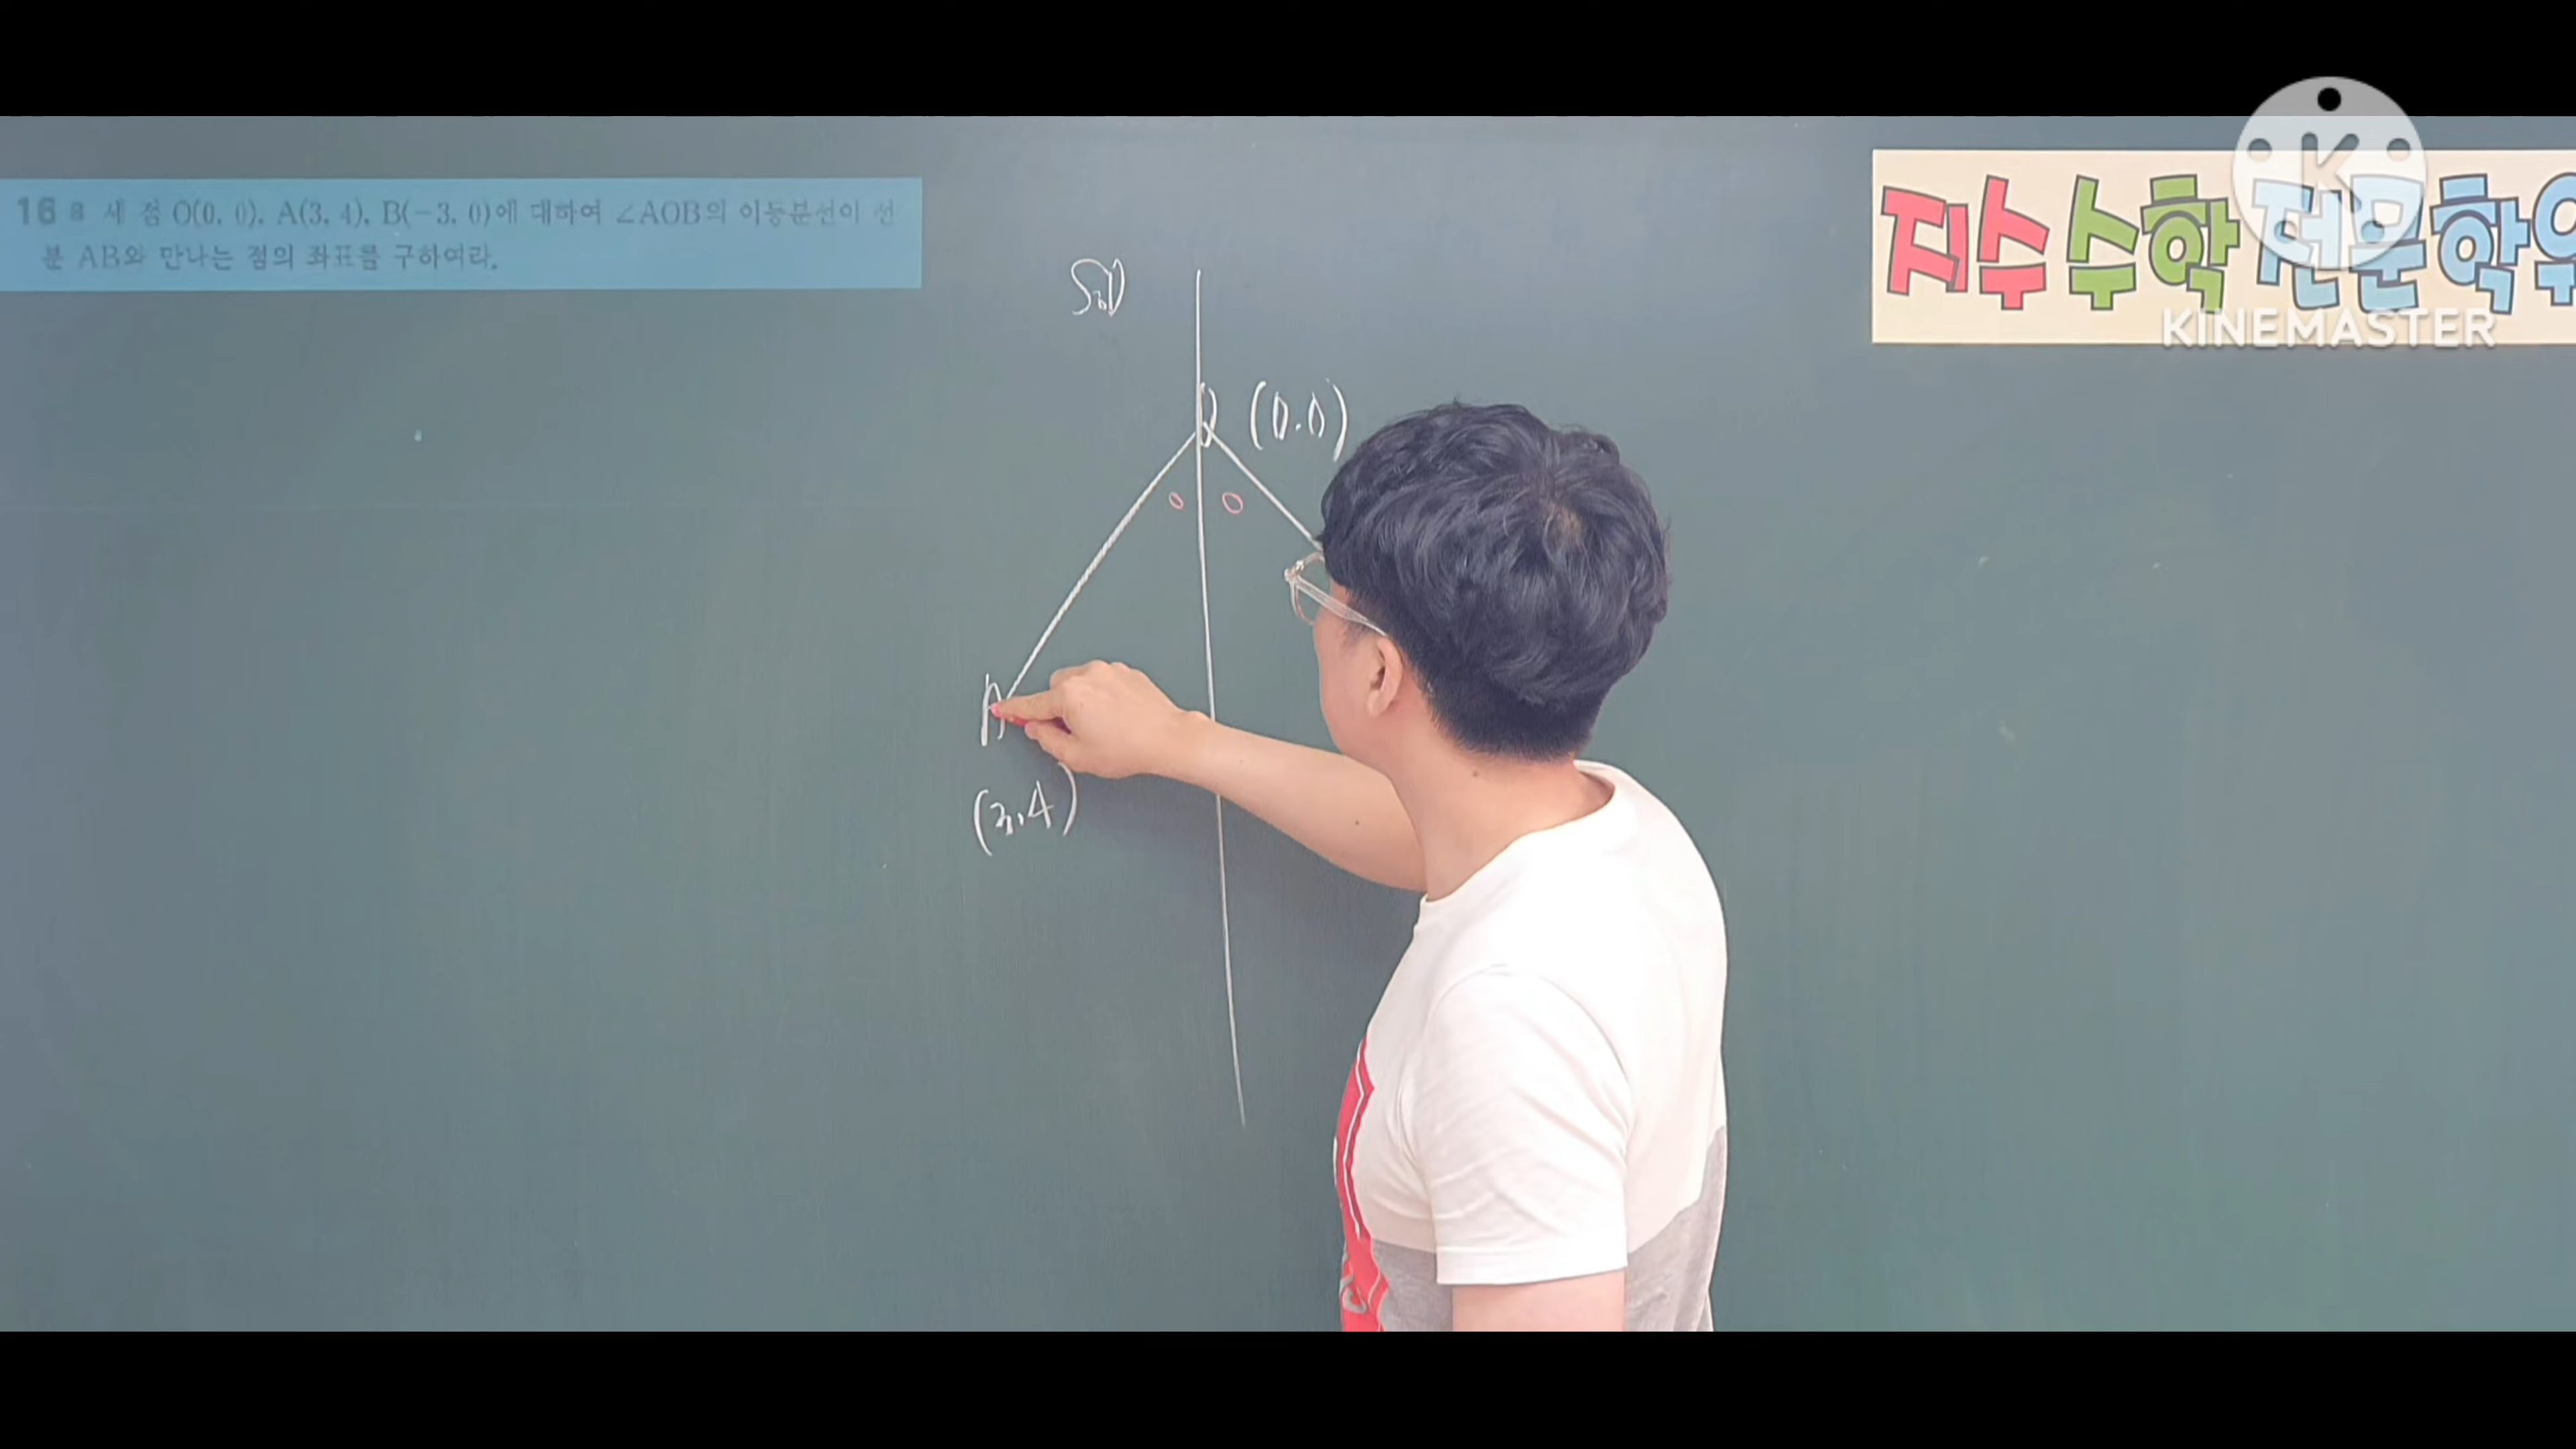 168 세 점 O(0, 0), A(3, 4), B(-3, 0)에 대하여 ∠AOB의 이등분선이 선
분 AB와 만나는 점의 좌표를 구하여라.
지수 수학 전문학원
KINEMASTER
Sol)
O (0.0)
A
(3.4)